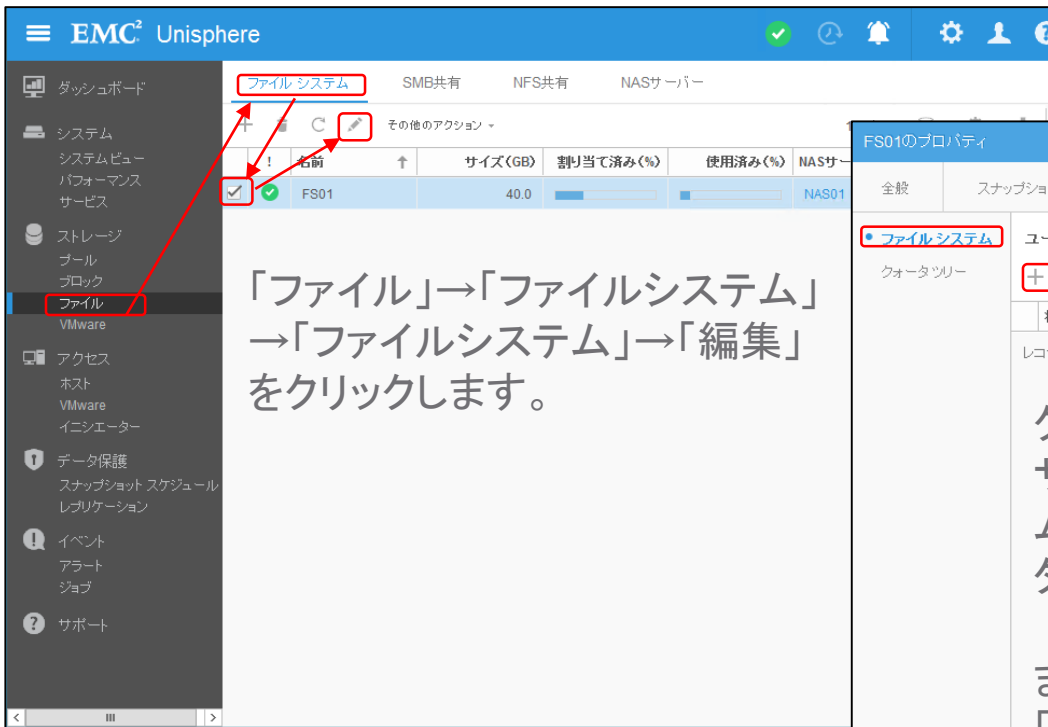 EMC² Unisphere
ダッシュボード
システム
システムビュー
パフォーマンス
サービス
ストレージ
プール
ブロック
ファイル
VMware
アクセス
ホスト
VMware
イニシエーター
データ保護
スナップショット スケジュール
レプリケーション
イベント
アラート
ジョブ
サポート
ファイル システム SMB共有 NFS共有 NASサーバー
その他のアクション
! 名前 ↑ サイズ(GB) 割り当て済み(%) 使用済み(%) NASサー
FS01 40.0 NAS01
「ファイル」→「ファイルシステム」
→「ファイルシステム」→「編集」
をクリックします。
FS01のプロパティ
全般 スナップショ
• ファイル システム
クォータ ツリー
ユー
レコ